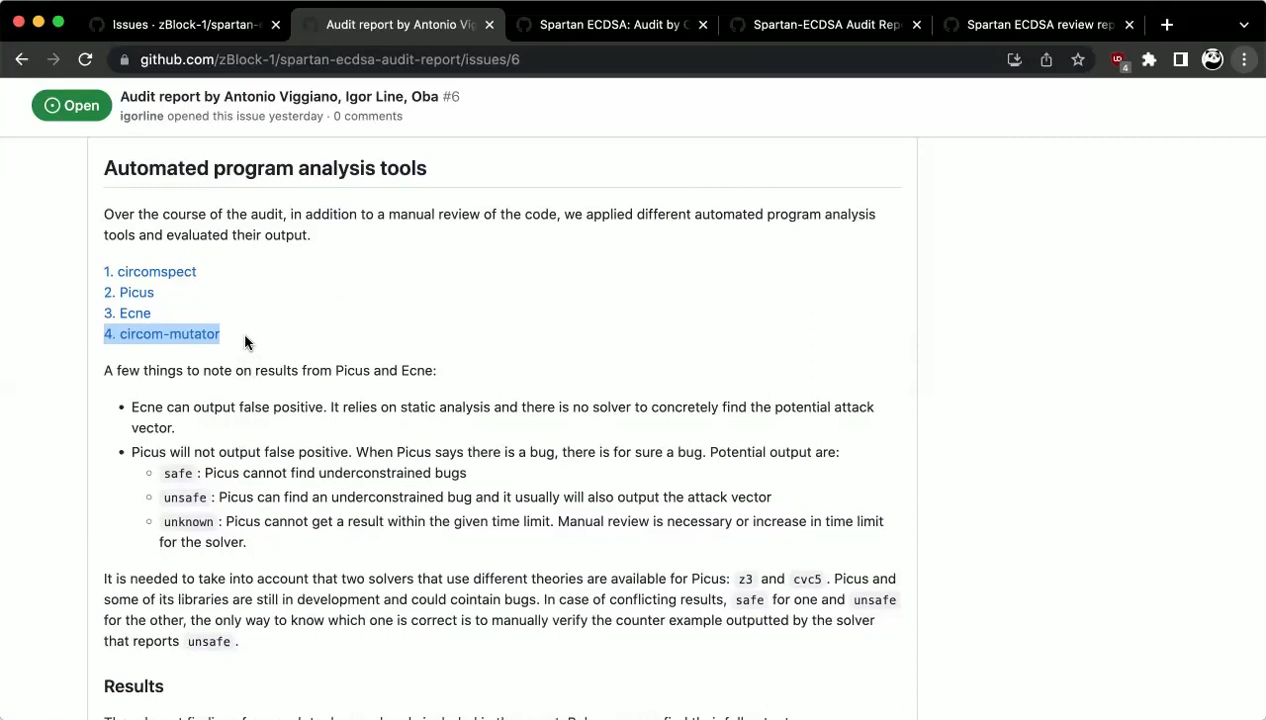 Issues · zBlock-1/spartan-e
Audit report by Antonio Vig
Spartan ECDSA: Audit by C
Spartan-ECDSA Audit Rep
Spartan ECDSA review rep
github.com/zBlock-1/spartan-ecdsa-audit-report/issues/6
4
Open
Audit report by Antonio Viggiano, Igor Line, Oba #6
igorline opened this issue yesterday · 0 comments
Automated program analysis tools
Over the course of the audit, in addition to a manual review of the code, we applied different automated program analysis
tools and evaluated their output.
1. circomspect
2. Picus
3. Ecne
4. circom-mutator
A few things to note on results from Picus and Ecne:
• Ecne can output false positive. It relies on static analysis and there is no solver to concretely find the potential attack
vector.
• Picus will not output false positive. When Picus says there is a bug, there is for sure a bug. Potential output are:
◦ safe : Picus cannot find underconstrained bugs
◦ unsafe : Picus can find an underconstrained bug and it usually will also output the attack vector
◦ unknown : Picus cannot get a result within the given time limit. Manual review is necessary or increase in time limit
for the solver.
It is needed to take into account that two solvers that use different theories are available for Picus: z3 and cvc5 . Picus and
some of its libraries are still in development and could cointain bugs. In case of conflicting results, safe for one and unsafe
for the other, the only way to know which one is correct is to manually verify the counter example outputted by the solver
that reports unsafe .
Results